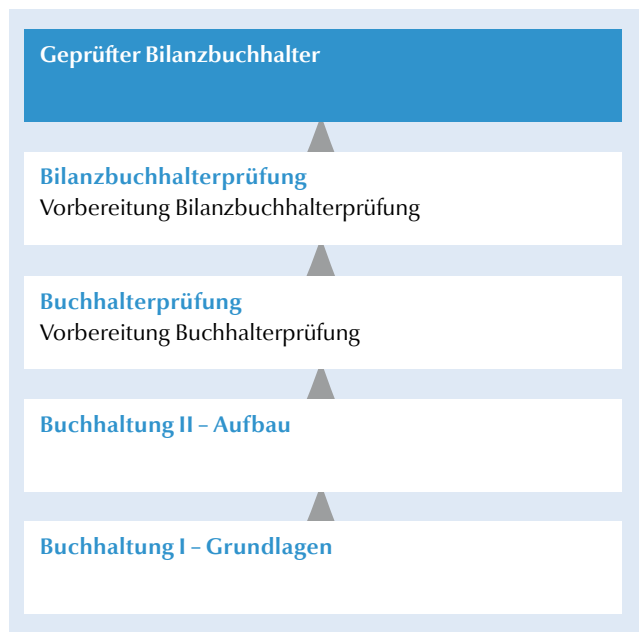 Geprüfter Bilanzbuchhalter
Bilanzbuchhalterprüfung
Vorbereitung Bilanzbuchhalterprüfung
Buchhalterprüfung
Vorbereitung Buchhalterprüfung
Buchhaltung II – Aufbau
Buchhaltung I – Grundlagen